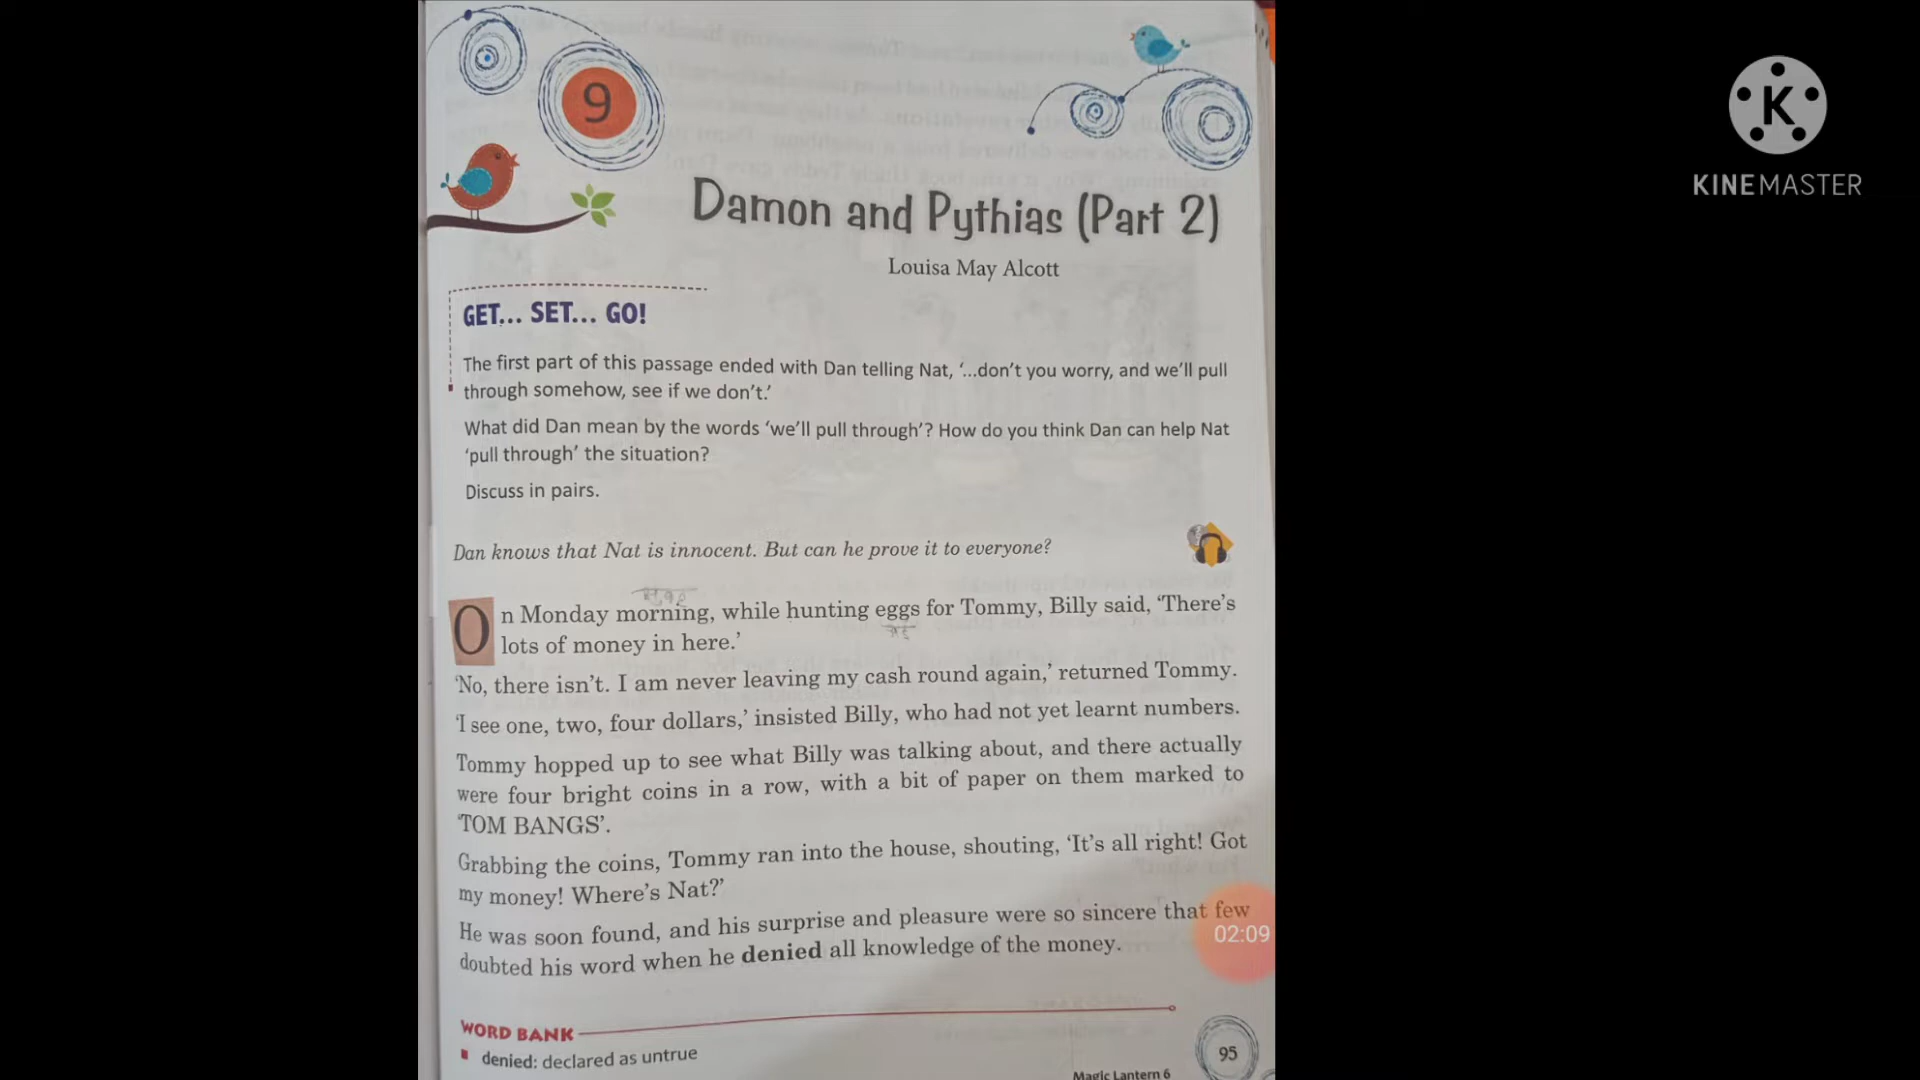 9
Damon and Pythias (Part 2)
Louisa May Alcott
GET... SET... GO!
The first part of this passage ended with Dan telling Nat, ‘...don’t you worry, and we’ll pull
through somehow, see if we don’t.’
What did Dan mean by the words ‘we’ll pull through’? How do you think Dan can help Nat
‘pull through’ the situation?
Discuss in pairs.
Dan knows that Nat is innocent. But can he prove it to everyone?
On Monday morning, while hunting eggs for Tommy, Billy said, ‘There’s
lots of money in here.’
‘No, there isn’t. I am never leaving my cash round again,’ returned Tommy.
‘I see one, two, four dollars,’ insisted Billy, who had not yet learnt numbers.
Tommy hopped up to see what Billy was talking about, and there actually
were four bright coins in a row, with a bit of paper on them marked to
‘TOM BANGS’.
Grabbing the coins, Tommy ran into the house, shouting, ‘It’s all right! Got
my money! Where’s Nat?’
He was soon found, and his surprise and pleasure were so sincere that few
doubted his word when he denied all knowledge of the money.
WORD BANK
denied: declared as untrue
95
Magic Lantern 6
02:09
K
KINEMASTER